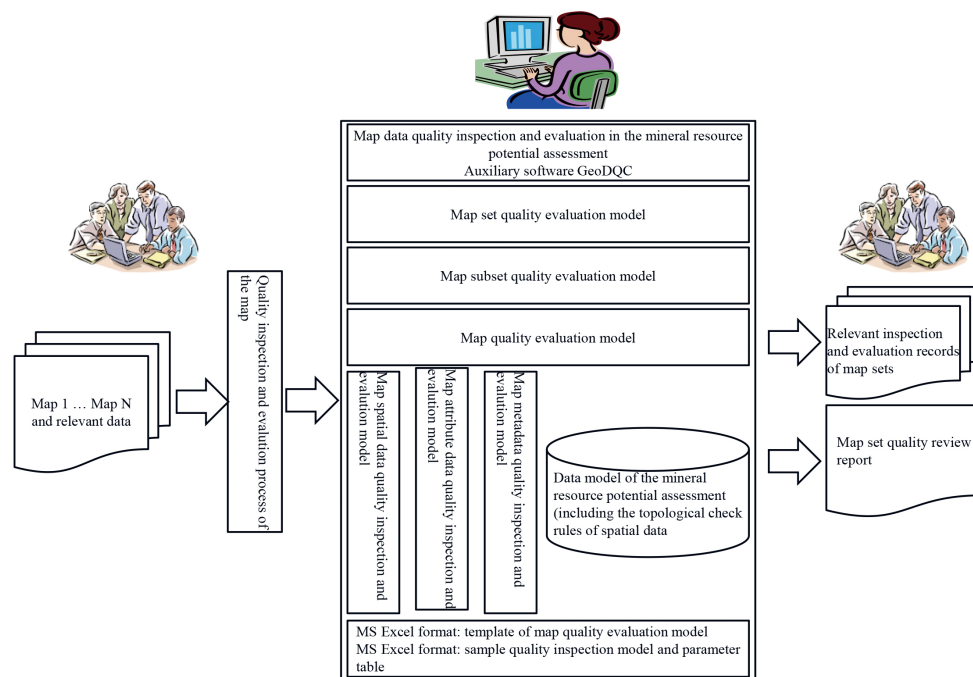 Map data quality inspection and evaluation in the mineral resource
potential assessment
Auxiliary software GeoDQC
Map set quality evaluation model
Map subset quality evaluation model
Map quality evaluation model
Map 1 … Map N
and relevant data
Quality inspection and evalution process of
the map
Map spatial data quality inspection and
evalution model
Map attribute data quality inspection and
evalution model
Map metadata quality inspection and
evalution model
Data model of the mineral
resource potential assessment
(including the topological check
rules of spatial data
MS Excel format: template of map quality evaluation model
MS Excel format: sample quality inspection model and parameter
table
Relevant inspection
and evaluation records
of map sets
Map set quality review
report